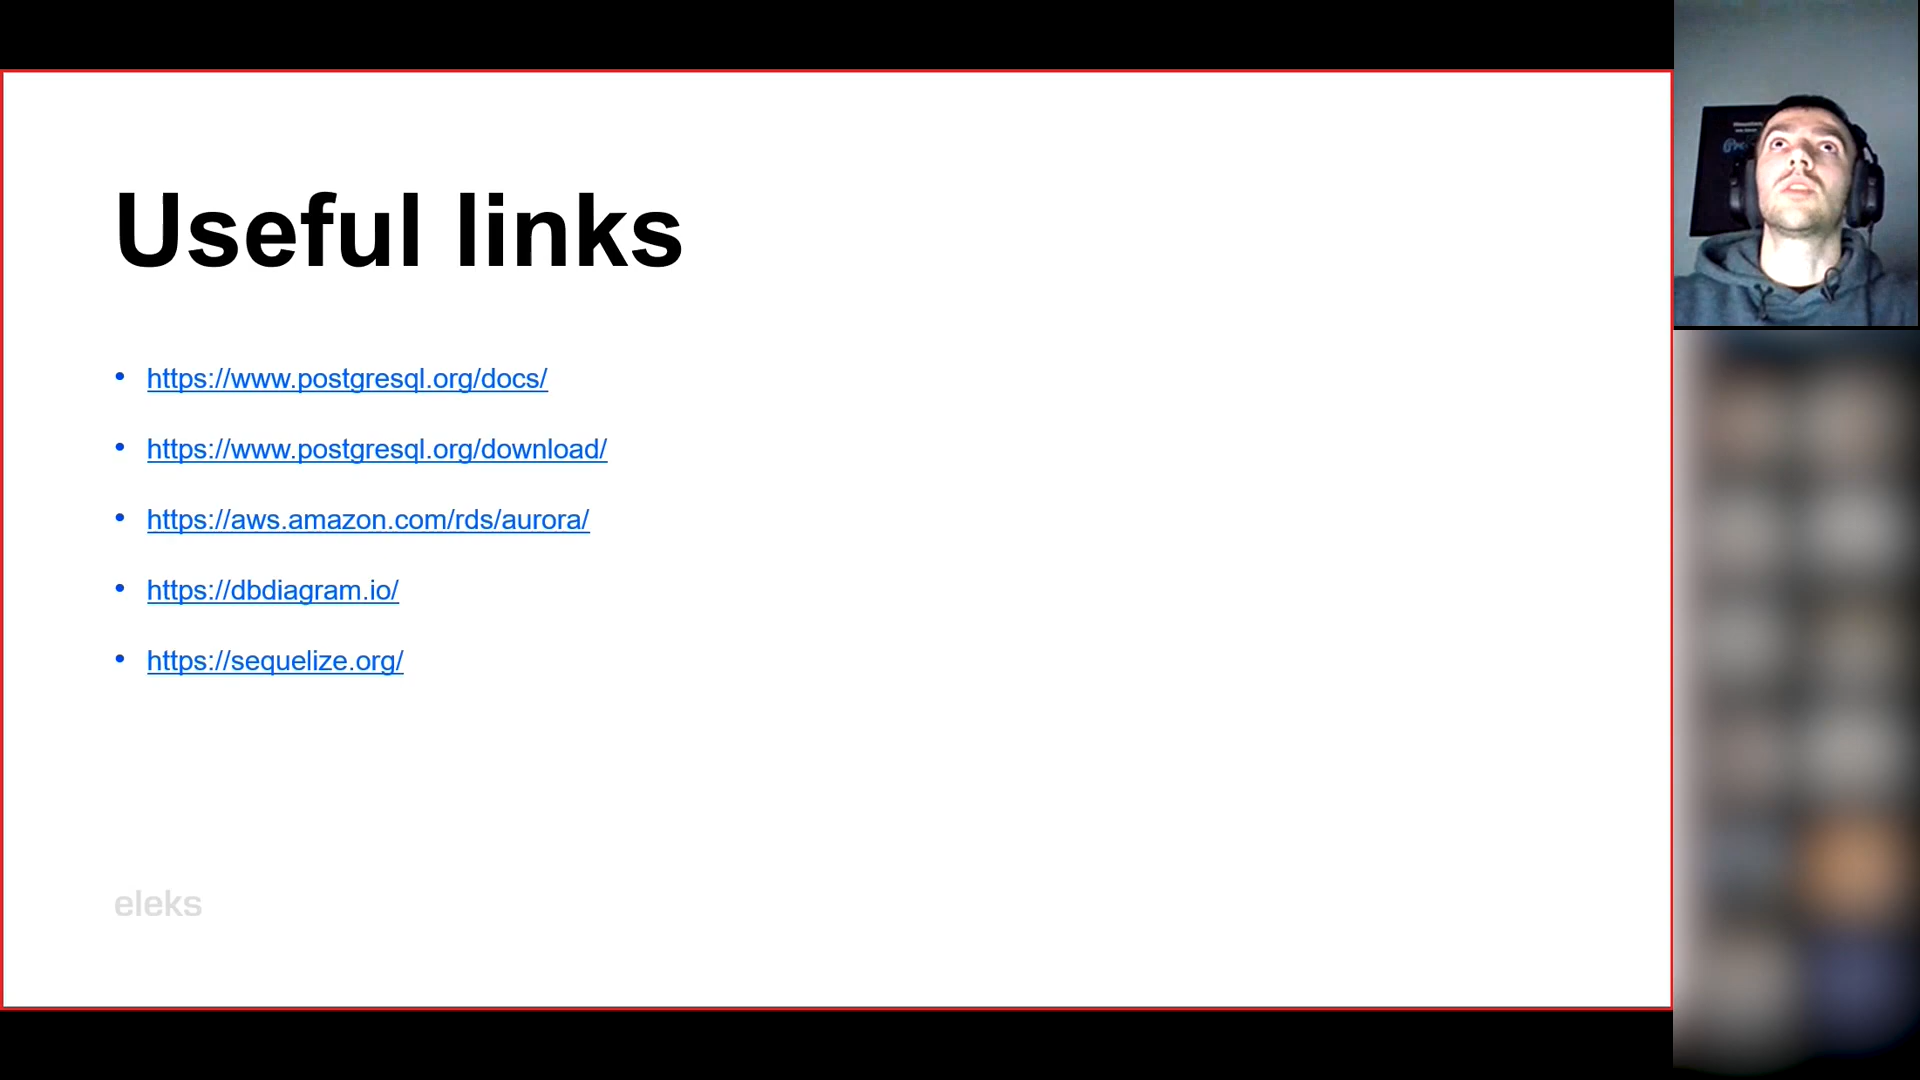 Useful links
• https://www.postgresql.org/docs/
• https://www.postgresql.org/download/
• https://aws.amazon.com/rds/aurora/
• https://dbdiagram.io/
• https://sequelize.org/
eleks